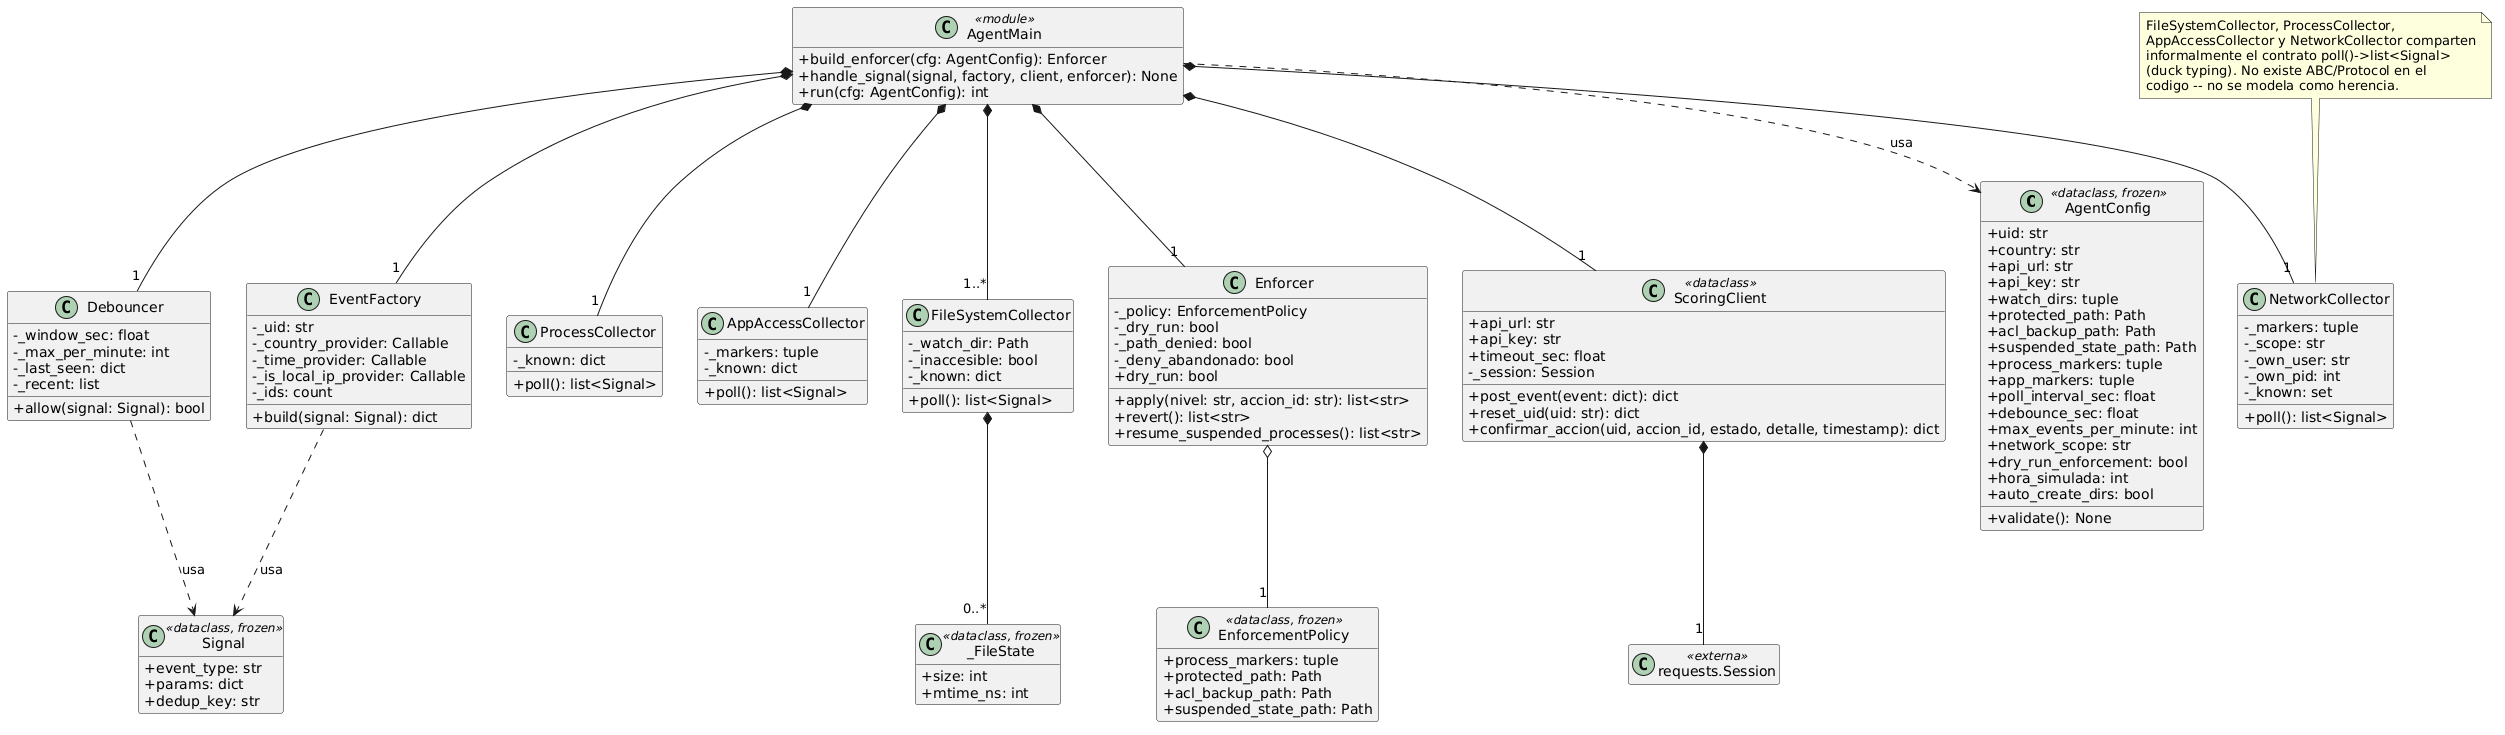 «module»
AgentMain
+build_enforcer(cfg: AgentConfig): Enforcer
+handle_signal(signal, factory, client, enforcer): None
+run(cfg: AgentConfig): int
FileSystemCollector, ProcessCollector,
AppAccessCollector y NetworkCollector comparten
informalmente el contrato poll()->list<Signal>
(duck typing). No existe ABC/Protocol en el
codigo -- no se modela como herencia.
usa
1
1
1
1
1..*
1
1
1
C Debouncer
-_window_sec: float
-_max_per_minute: int
-_last_seen: dict
-_recent: list
+allow(signal: Signal): bool
C EventFactory
-_uid: str
-_country_provider: Callable
-_time_provider: Callable
-_is_local_ip_provider: Callable
-_ids: count
+build(signal: Signal): dict
C ProcessCollector
-_known: dict
+poll(): list<Signal>
C AppAccessCollector
-_markers: tuple
-_known: dict
+poll(): list<Signal>
C FileSystemCollector
-_watch_dir: Path
-_inaccesible: bool
-_known: dict
+poll(): list<Signal>
C Enforcer
-_policy: EnforcementPolicy
-_dry_run: bool
-_path_denied: bool
-_deny_abandonado: bool
+dry_run: bool
+apply(nivel: str, accion_id: str): list<str>
+revert(): list<str>
+resume_suspended_processes(): list<str>
«dataclass»
C ScoringClient
+api_url: str
+api_key: str
+timeout_sec: float
-_session: Session
+post_event(event: dict): dict
+reset_uid(uid: str): dict
+confirmar_accion(uid, accion_id, estado, detalle, timestamp): dict
«dataclass, frozen»
C AgentConfig
+uid: str
+country: str
+api_url: str
+api_key: str
+watch_dirs: tuple
+protected_path: Path
+acl_backup_path: Path
+suspended_state_path: Path
+process_markers: tuple
+app_markers: tuple
+poll_interval_sec: float
+debounce_sec: float
+max_events_per_minute: int
+network_scope: str
+dry_run_enforcement: bool
+hora_simulada: int
+auto_create_dirs: bool
+validate(): None
C NetworkCollector
-_markers: tuple
-_scope: str
-_own_user: str
-_own_pid: int
-_known: set
+poll(): list<Signal>
usa
usa
0..*
1
1
«dataclass, frozen»
C Signal
+event_type: str
+params: dict
+dedup_key: str
«dataclass, frozen»
C _FileState
+size: int
+mtime_ns: int
«dataclass, frozen»
C EnforcementPolicy
+process_markers: tuple
+protected_path: Path
+acl_backup_path: Path
+suspended_state_path: Path
«externa»
C requests.Session